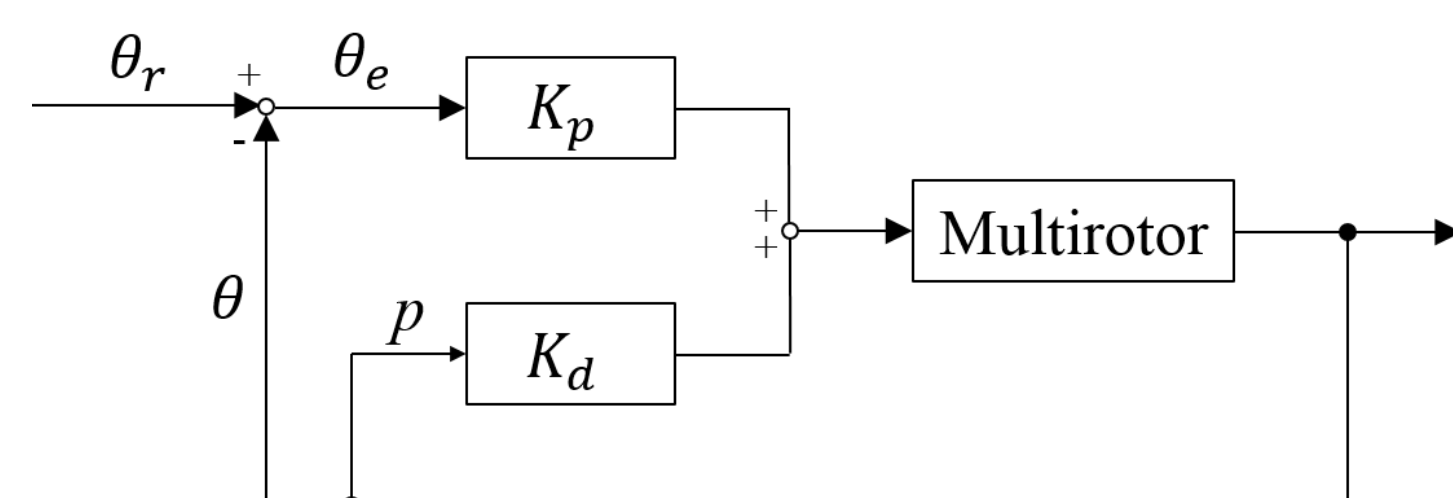 θr + θe
-
Kp
+
+
Multirotor
θ
p
Kd